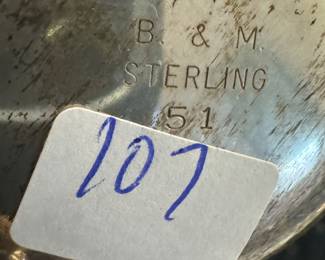 B. & M.
STERLING
51
107